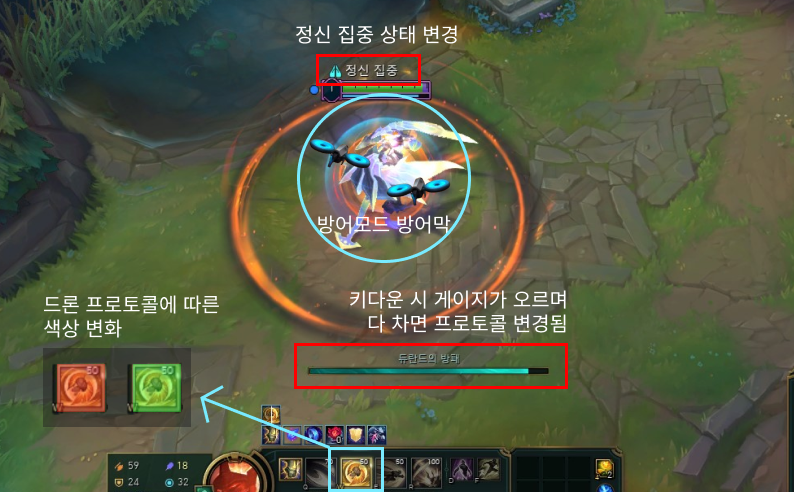 정신 집중 상태 변경
정신 집중
방어모드 방어막
드론 프로토콜에 따른
색상 변화
키다운 시 게이지가 오르며
다 차면 프로토콜 변경됨
듀란드의 방패
50
W
50
W
50
100
Q
R
D
F
59
18
24
32